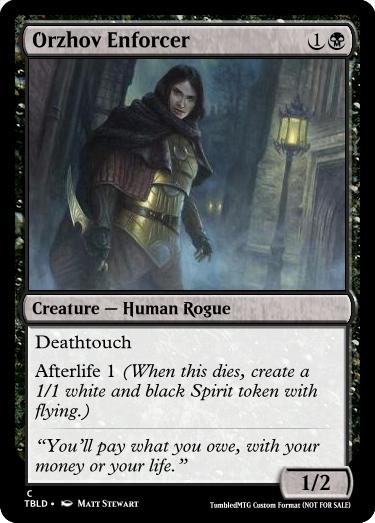 Orzhov Enforcer 1
Creature — Human Rogue
Deathtouch
Afterlife 1 (When this dies, create a
1/1 white and black Spirit token with
flying.)
“You’ll pay what you owe, with your
money or your life.”
1/2
C
TBLD • Matt Stewart
TumbledMTG Custom Format (NOT FOR SALE)